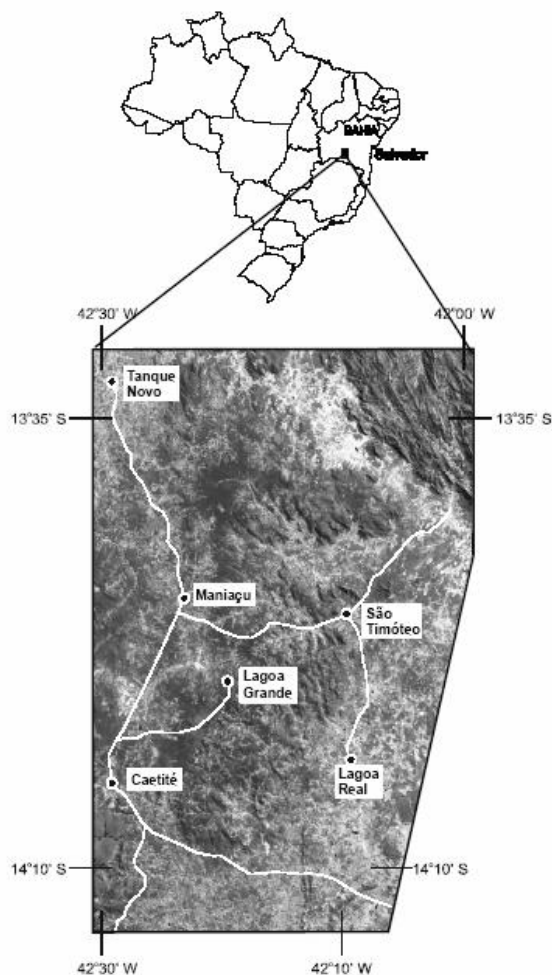 BAHIA
Salvador
42°30' W
42°00' W
Tanque
Novo
13°35' S
13°35' S
Maniaçu
São
Timóteo
Lagoa
Grande
Caetité
Lagoa
Real
14°10' S
14°10' S
42°30' W
42°10' W